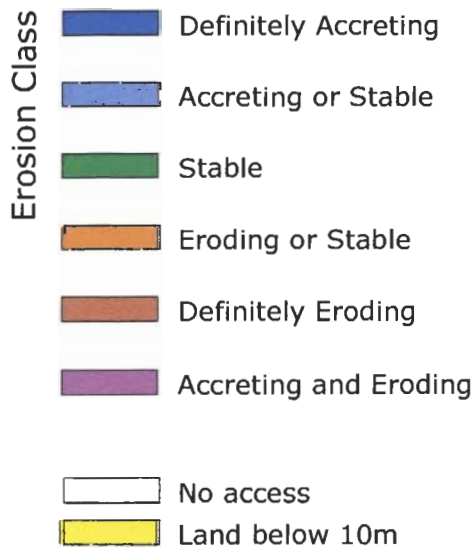 Erosion Class
Definitely Accreting
Accreting or Stable
Stable
Eroding or Stable
Definitely Eroding
Accreting and Eroding
No access
Land below 10m